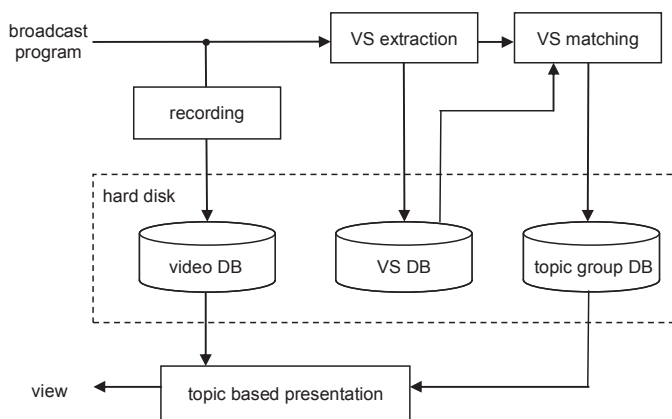 broadcast
program
VS extraction
VS matching
recording
hard disk
video DB
VS DB
topic group DB
view
topic based presentation